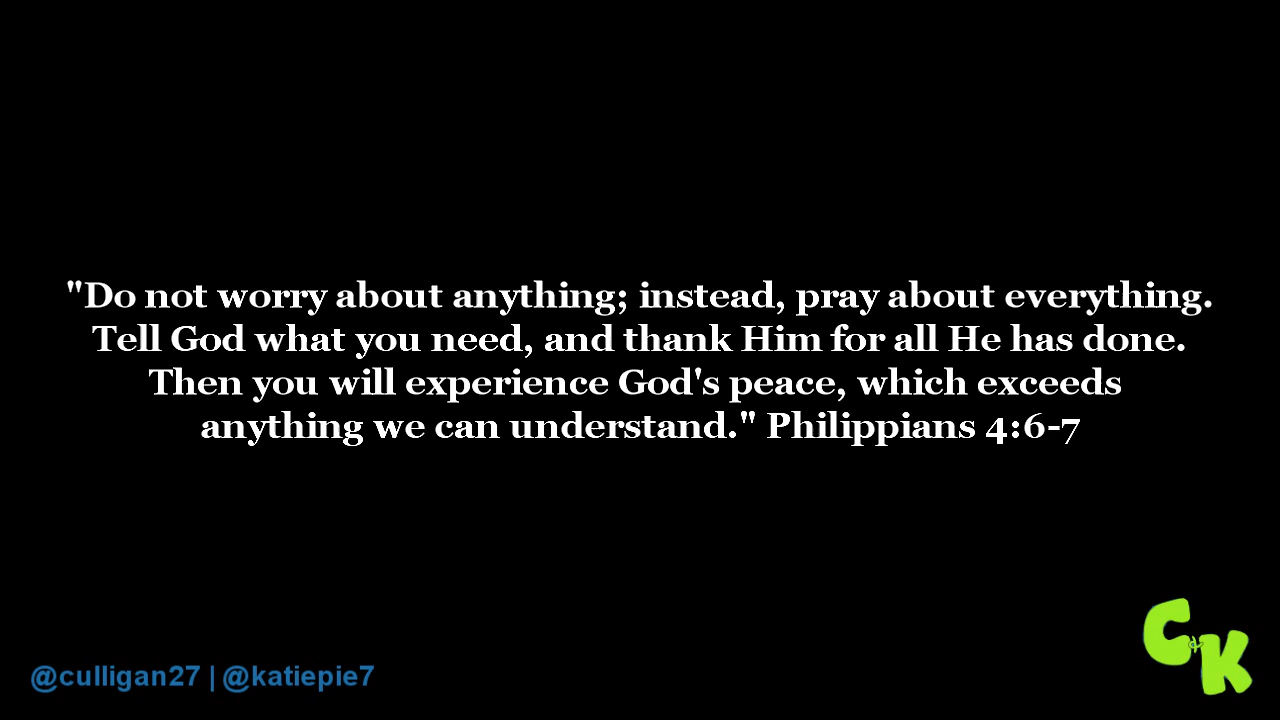 "Do not worry about anything; instead, pray about everything.
Tell God what you need, and thank Him for all He has done.
Then you will experience God's peace, which exceeds
anything we can understand." Philippians 4:6-7
C&K
@culligan27 | @katiepie7